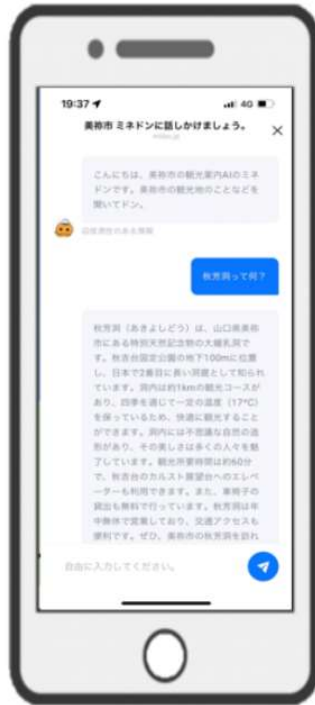 19:37
4G
美祢市 ミネドンに話しかけましょう。
こんにちは、美祢市の観光案内AIのミネ
ドンです。美祢市の観光地のことなどを
聞いてドン。
秋芳洞って何?
秋芳洞（あきよしどう）は、山口県美祢
市にある特別天然記念物の大鍾乳洞で
す。秋吉台国定公園の地下100mに位置
し、日本で2番目に長い洞窟として知られ
ています。洞内は約1kmの観光コースが
あり、四季を通じて一定の温度（17℃）
を保っているため、快適に観光すること
ができます。洞内には不思議な自然の造
形があり、その美しさは多くの人々を魅
了しています。観光所要時間は約60分
で、秋吉台のカルスト展望台へのエレベ
ーターも利用できます。また、車椅子の
貸出も無料で行っています。秋芳洞は年
中無休で営業しており、交通アクセスも
便利です。ぜひ、美祢市の秋芳洞を訪れ
自由に入力してください。